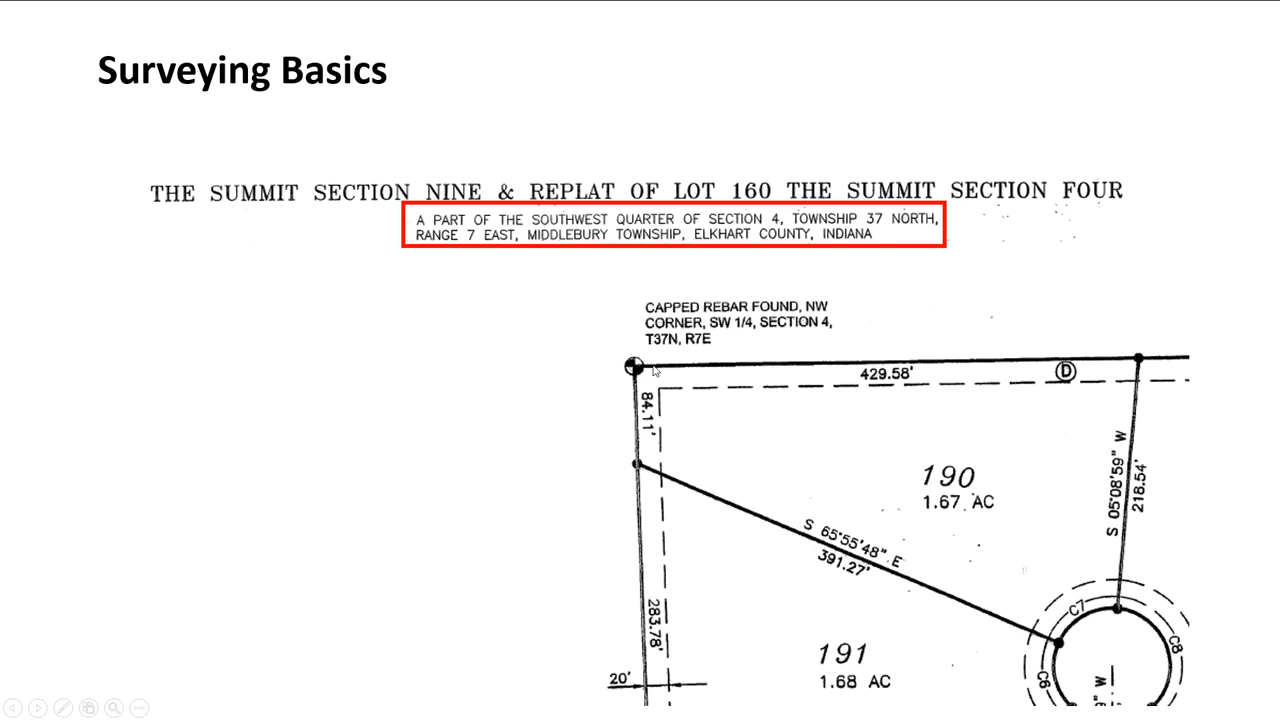 Surveying Basics
THE SUMMIT SECTION NINE & REPLAT OF LOT 160 THE SUMMIT SECTION FOUR
A PART OF THE SOUTHWEST QUARTER OF SECTION 4, TOWNSHIP 37 NORTH,
RANGE 7 EAST, MIDDLEBURY TOWNSHIP, ELKHART COUNTY, INDIANA
CAPPED REBAR FOUND, NW
CORNER, SW 1/4, SECTION 4,
T37N, R7E
429.58'
D
84.11'
190
1.67 AC
S 05°08'59" W
218.54'
S 65°55'48" E
391.27'
283.78'
191
1.68 AC
20'
C7
C8
C6